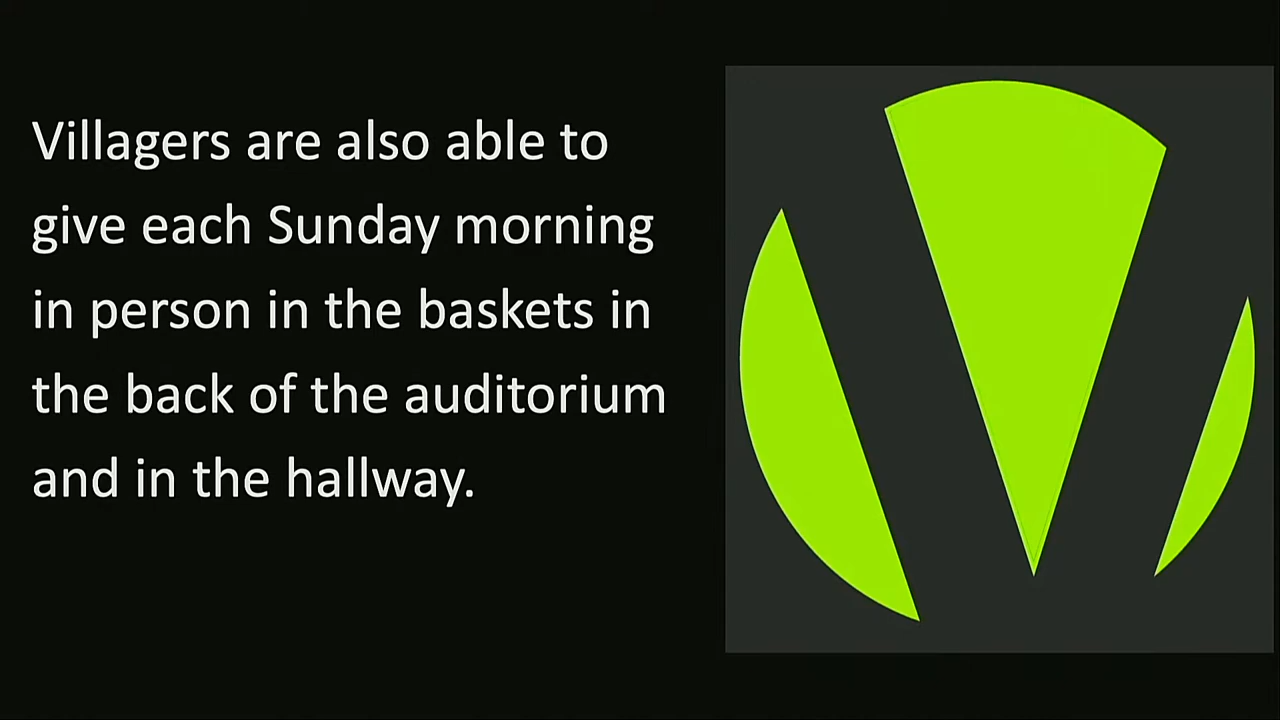 Villagers are also able to
give each Sunday morning
in person in the baskets in
the back of the auditorium
and in the hallway.